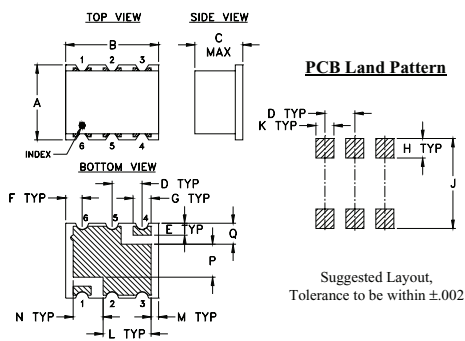 TOP VIEW
SIDE VIEW
B
C
MAX
1 2 3
A
6 5 4
INDEX
PCB Land Pattern
D TYP
K TYP
H TYP
J
BOTTOM VIEW
D TYP
F TYP
G TYP
6 5 4
E TYP
Q
P
1 2 3
N TYP
M TYP
L TYP
Suggested Layout,
Tolerance to be within ±.002